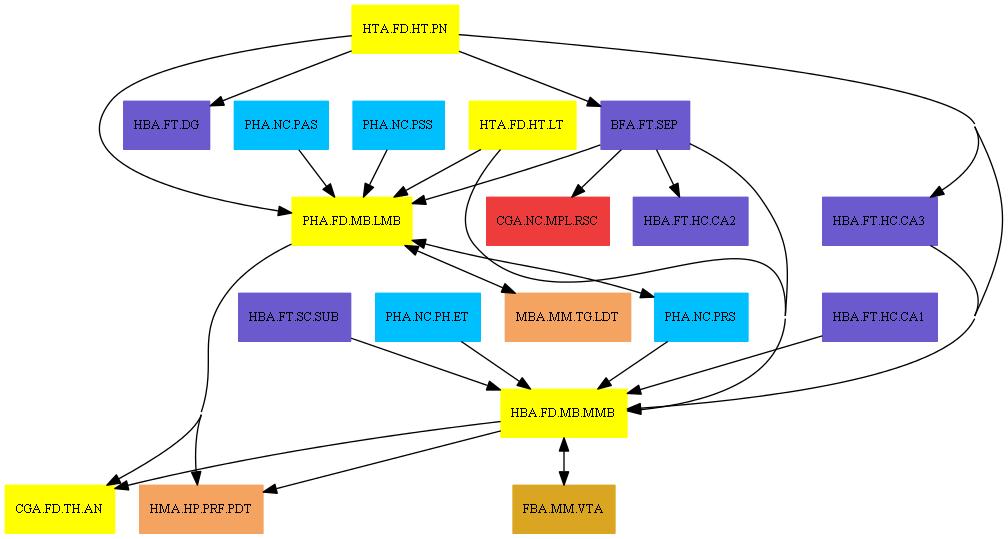 HTA.FD.HT.PN
HBA.FT.DG
PHA.NC.PAS
PHA.NC.PSS
HTA.FD.HT.LT
BFA.FT.SEP
PHA.FD.MB.LMB
CGA.NC.MPL.RSC
HBA.FT.HC.CA2
HBA.FT.HC.CA3
HBA.FT.SC.SUB
PHA.NC.PH.ET
MBA.MM.TG.LDT
PHA.NC.PRS
HBA.FT.HC.CA1
HBA.FD.MB.MMB
CGA.FD.TH.AN
HMA.HP.PRF.PDT
FBA.MM.VTA